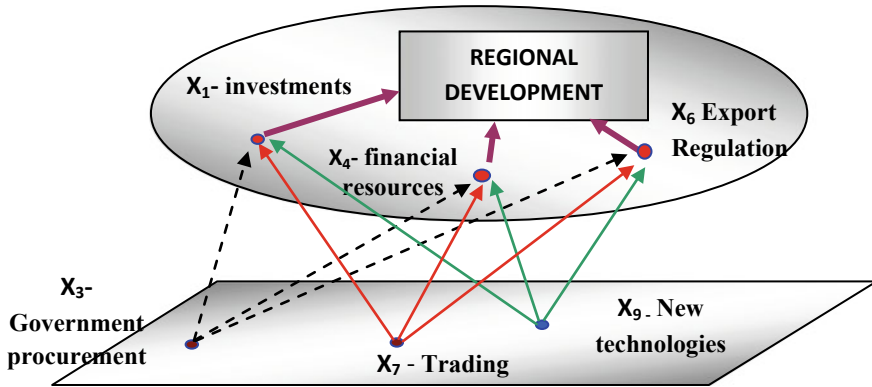 REGIONAL
DEVELOPMENT
X₁- investments
X₆ Export
Regulation
X₄- financial
resources
X₃-
Government
procurement
X₉ - New
technologies
X₇ - Trading